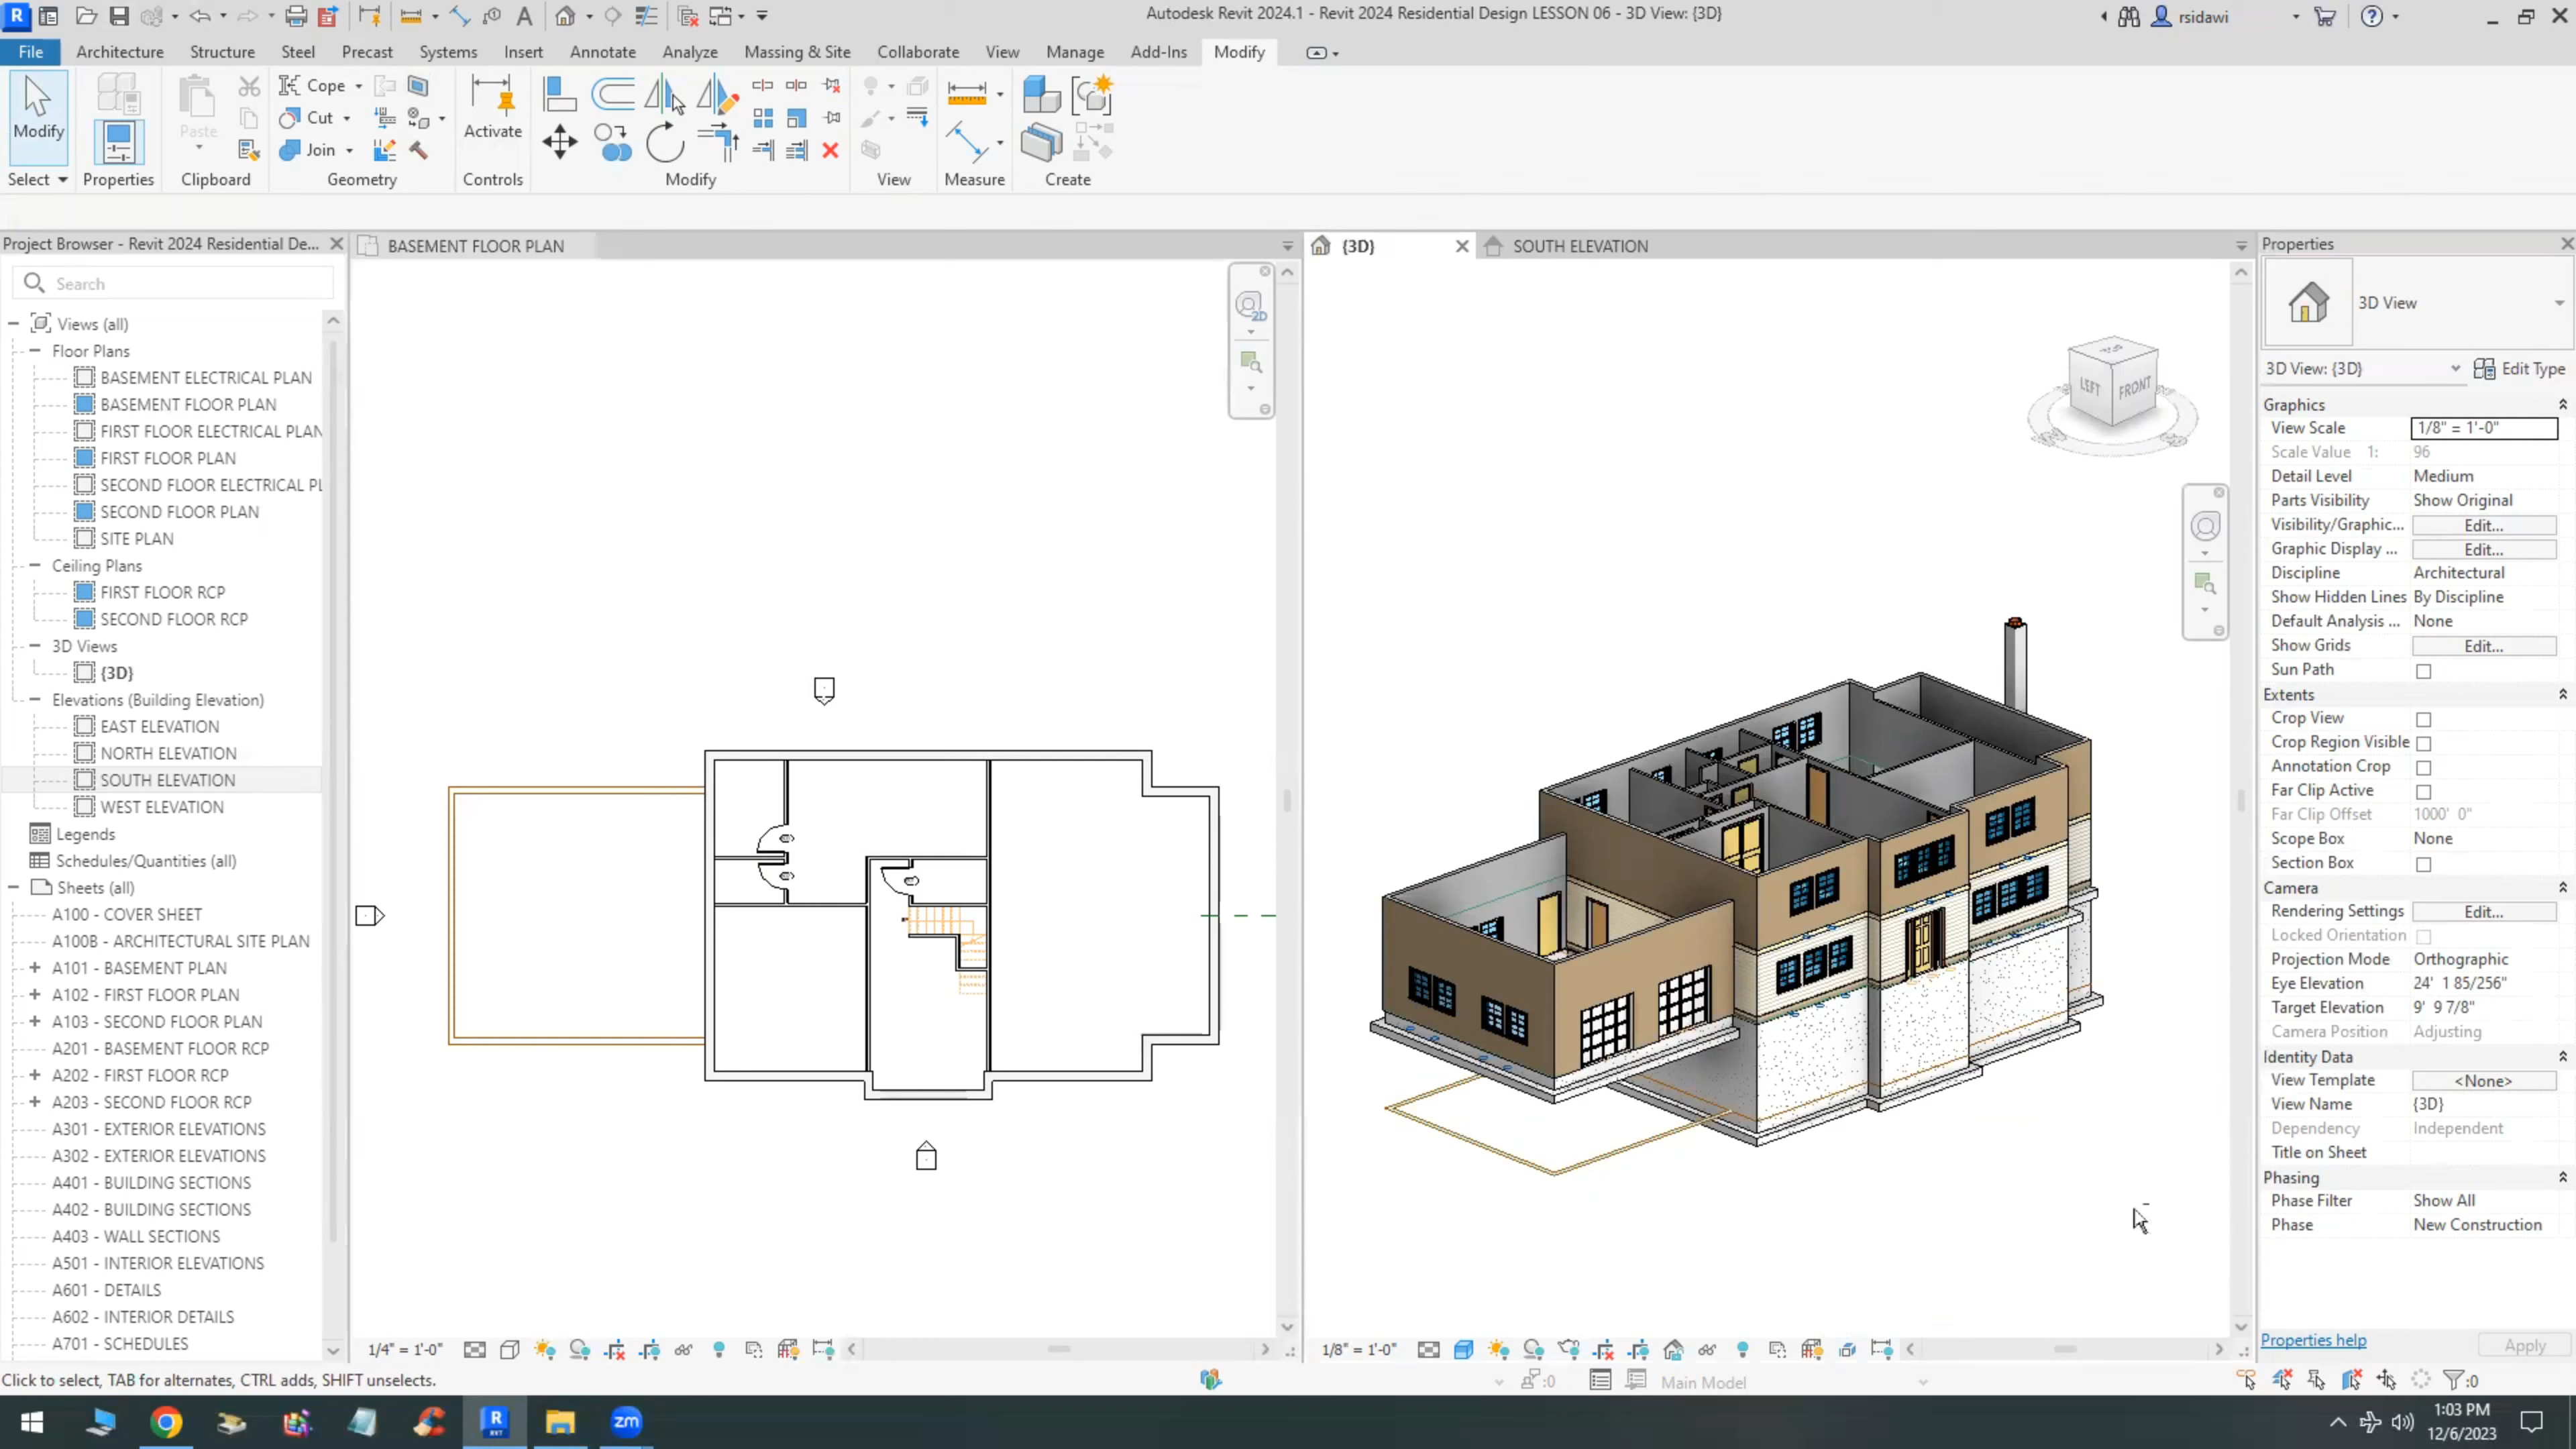 Autodesk Revit 2024.1 - Revit 2024 Residential Design LESSON 06 - 3D View: {3D}
rsidawi
File Architecture Structure Steel Precast Systems Insert Annotate Analyze Massing & Site Collaborate View Manage Add-Ins Modify
Modify
Paste
Cope
Cut
Join
Activate
Select Properties Clipboard Geometry Controls Modify View Measure Create
Project Browser - Revit 2024 Residential De...
Search
Views (all)
Floor Plans
BASEMENT ELECTRICAL PLAN
BASEMENT FLOOR PLAN
FIRST FLOOR ELECTRICAL PLAN
FIRST FLOOR PLAN
SECOND FLOOR ELECTRICAL PL
SECOND FLOOR PLAN
SITE PLAN
Ceiling Plans
FIRST FLOOR RCP
SECOND FLOOR RCP
3D Views
{3D}
Elevations (Building Elevation)
EAST ELEVATION
NORTH ELEVATION
SOUTH ELEVATION
WEST ELEVATION
Legends
Schedules/Quantities (all)
Sheets (all)
A100 - COVER SHEET
A100B - ARCHITECTURAL SITE PLAN
A101 - BASEMENT PLAN
A102 - FIRST FLOOR PLAN
A103 - SECOND FLOOR PLAN
A201 - BASEMENT FLOOR RCP
A202 - FIRST FLOOR RCP
A203 - SECOND FLOOR RCP
A301 - EXTERIOR ELEVATIONS
A302 - EXTERIOR ELEVATIONS
A401 - BUILDING SECTIONS
A402 - BUILDING SECTIONS
A403 - WALL SECTIONS
A501 - INTERIOR ELEVATIONS
A601 - DETAILS
A602 - INTERIOR DETAILS
A701 - SCHEDULES
BASEMENT FLOOR PLAN
2D
1/4" = 1'-0"
{3D}
SOUTH ELEVATION
LEFT
FRONT
1/8" = 1'-0"
Properties
3D View
3D View: {3D} Edit Type
Graphics
View Scale 1/8" = 1'-0"
Scale Value 1: 96
Detail Level Medium
Parts Visibility Show Original
Visibility/Graphic... Edit...
Graphic Display ... Edit...
Discipline Architectural
Show Hidden Lines By Discipline
Default Analysis ... None
Show Grids Edit...
Sun Path
Extents
Crop View
Crop Region Visible
Annotation Crop
Far Clip Active
Far Clip Offset 1000' 0"
Scope Box None
Section Box
Camera
Rendering Settings Edit...
Locked Orientation
Projection Mode Orthographic
Eye Elevation 24' 1 85/256"
Target Elevation 9' 9 7/8"
Camera Position Adjusting
Identity Data
View Template <None>
View Name {3D}
Dependency Independent
Title on Sheet
Phasing
Phase Filter Show All
Phase New Construction
Properties help
Apply
Click to select, TAB for alternates, CTRL adds, SHIFT unselects.
:0
Main Model
:0
R
RVT
zm
1:03 PM
12/6/2023